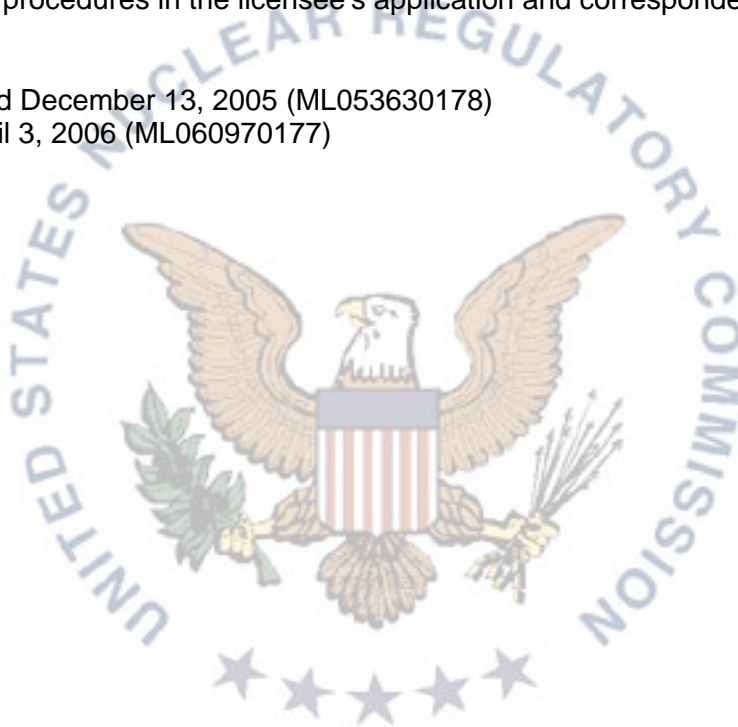 procedures in the licensee's application and
d December 13, 2005 (ML053630178)
il 3, 2006 (ML060970177)
UNITED STATES NUCLEAR REGULATORY COMMISSION